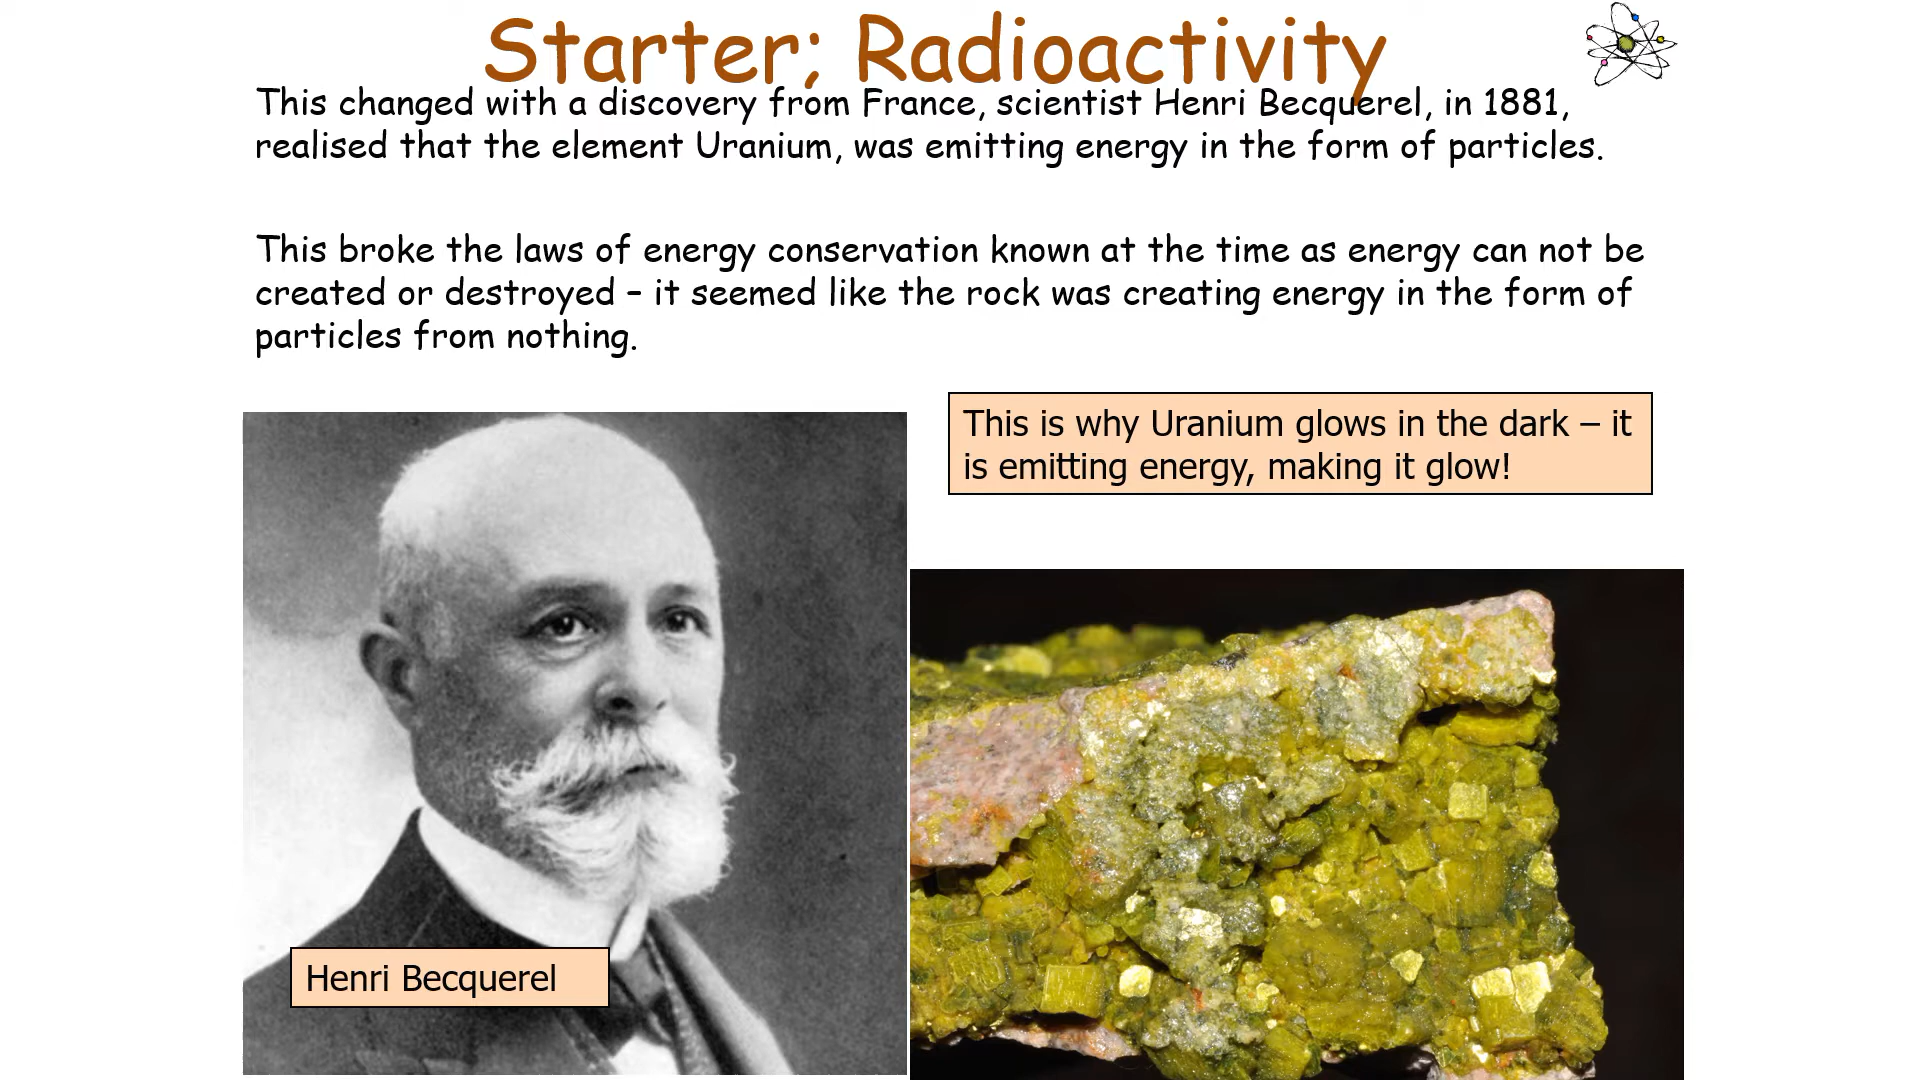 Starter; Radioactivity
This changed with a discovery from France, scientist Henri Becquerel, in 1881,
realised that the element Uranium, was emitting energy in the form of particles.
This broke the laws of energy conservation known at the time as energy can not be
created or destroyed – it seemed like the rock was creating energy in the form of
particles from nothing.
This is why Uranium glows in the dark – it
is emitting energy, making it glow!
Henri Becquerel